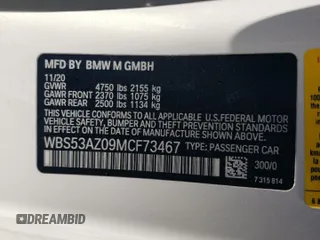 MFD BY BMW M GMBH
11/20
GVWR 4750 lbs 2155 kg
GAWR FRONT 2370 lbs 1075 kg
GAWR REAR 2500 lbs 1134 kg
THIS VEHICLE CONFORMS TO ALL APPLICABLE U.S. FEDERAL MOTOR
VEHICLE SAFETY, BUMPER, AND THEFT PREVENTION STANDARDS IN
EFFECT ON THE DATE OF MANUFACTURE SHOWN ABOVE.
WBS53AZ09MCF73467 TYPE: PASSENGER CAR
300/0
7 315 814
DREAMBID
DREAMBID.COM